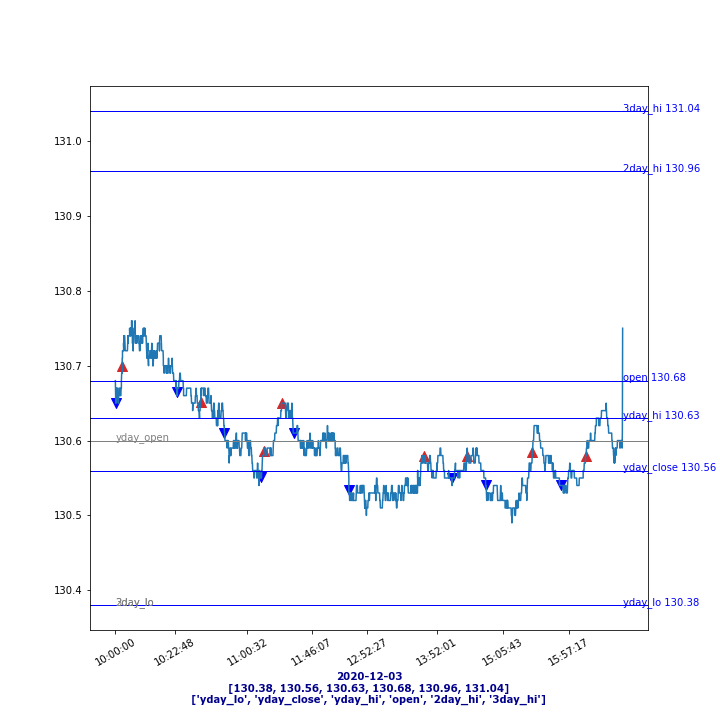 3day_hi 131.04
131.0
2day_hi 130.96
130.9
130.8
130.7
open 130.68
yday_hi 130.63
yday_open
130.6
yday_close 130.56
130.5
130.4
yday_lo 130.38
10:00:00
10:22:48
11:00:32
11:46:07
12:52:27
13:52:01
15:05:43
15:57:17
2020-12-03
[130.38, 130.56, 130.63, 130.68, 130.96, 131.04]
['yday_lo', 'yday_close', 'yday_hi', 'open', '2day_hi', '3day_hi']